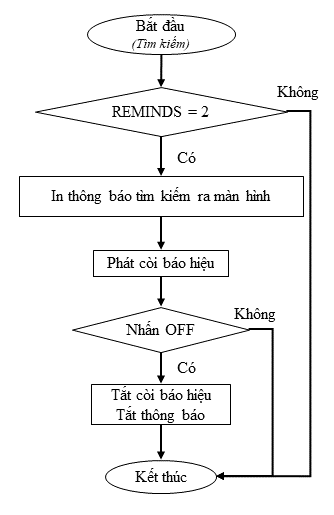 Bắt đầu
(Tìm kiếm)
Không
REMINDS = 2
Có
In thông báo tìm kiếm ra màn hình
Phát còi báo hiệu
Không
Nhấn OFF
Có
Tắt còi báo hiệu
Tắt thông báo
Kết thúc